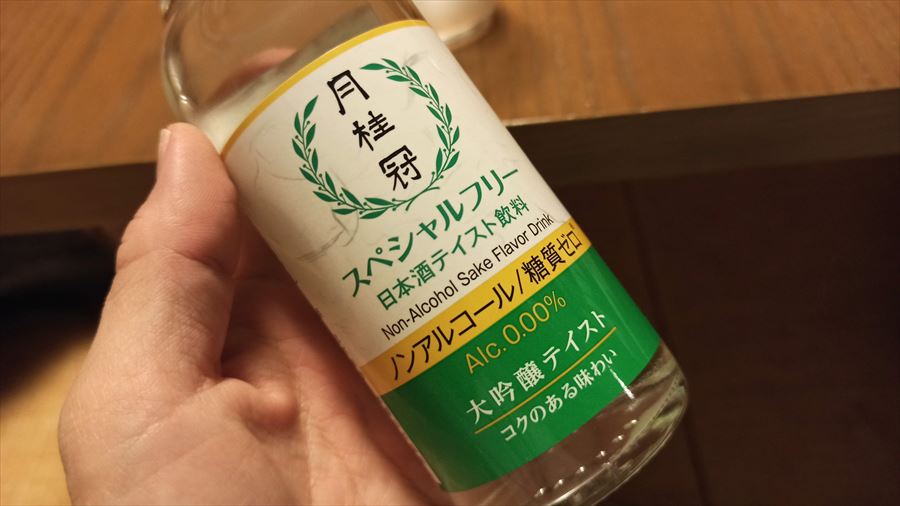 月桂冠
スペシャルフリー
日本酒テイスト飲料
Non-Alcohol Sake Flavor Drink
ノンアルコール/糖質ゼロ
Alc.0.00%
大吟醸テイスト
コクのある味わい